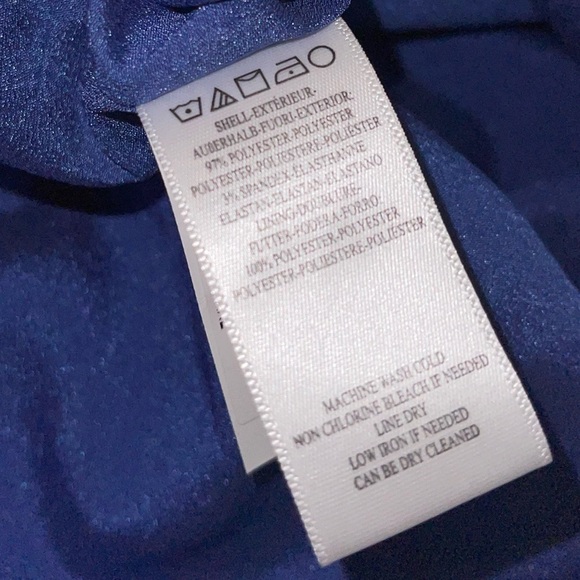 SHELL-EXTÉRIEUR-
AUßERHALB-FUORI-EXTERIOR:
97% POLYESTER-POLYESTER
POLYESTER-POLIESTERE-POLIÉSTER
3% SPANDEX-ÉLASTHANNE
ELASTAN-ELASTAN-ELASTANO
LINING-DOUBLURE-
FUTTER-FODERA-FORRO
100% POLYESTER-POLYESTER
POLYESTER-POLIESTERE-POLIÉSTER
MACHINE WASH COLD
NON CHLORINE BLEACH IF NEEDED
LINE DRY
LOW IRON IF NEEDED
CAN BE DRY CLEANED